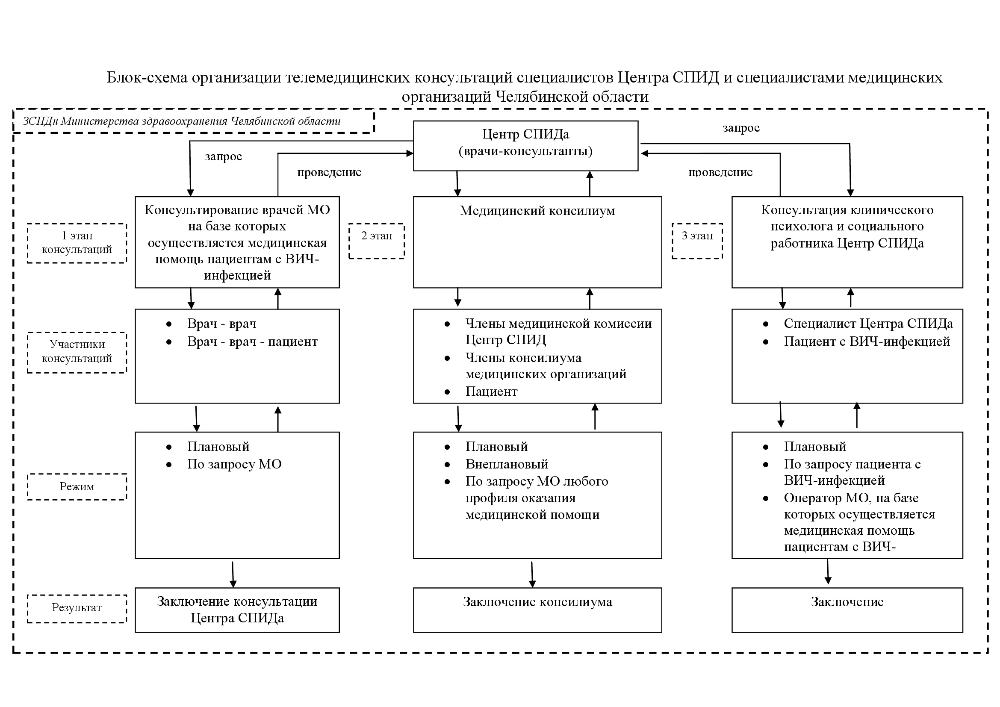 Блок-схема организации телемедицинских консультаций специалистов Центра СПИД и специалистами медицинских
организаций Челябинской области
ЗСПДн Министерства здравоохранения Челябинской области
Центр СПИДа
(врачи-консультанты)
запрос
запрос
проведение
проведение
1 этап
консультаций
Консультирование врачей МО
на базе которых
осуществляется медицинская
помощь пациентам с ВИЧ-
инфекцией
2 этап
Медицинский консилиум
3 этап
Консультация клинического
психолога и социального
работника Центр СПИДа
Участники
консультаций
• Врач - врач
• Врач - врач - пациент
• Члены медицинской комиссии
Центр СПИД
• Члены консилиума
медицинских организаций
• Пациент
• Специалист Центра СПИДа
• Пациент с ВИЧ-инфекцией
Режим
• Плановый
• По запросу МО
• Плановый
• Внеплановый
• По запросу МО любого
профиля оказания
медицинской помощи
• Плановый
• По запросу пациента с
ВИЧ-инфекцией
• Оператор МО, на базе
которых осуществляется
медицинская помощь
пациентам с ВИЧ-
Результат
Заключение консультации
Центра СПИДа
Заключение консилиума
Заключение